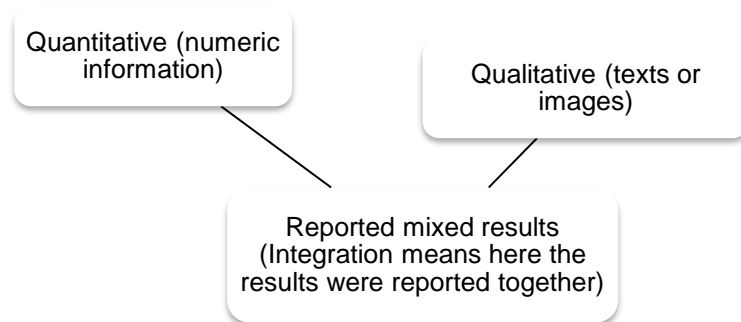 Quantitative (numeric
information)
Qualitative (texts or
images)
Reported mixed results
(Integration means here the
results were reported together)